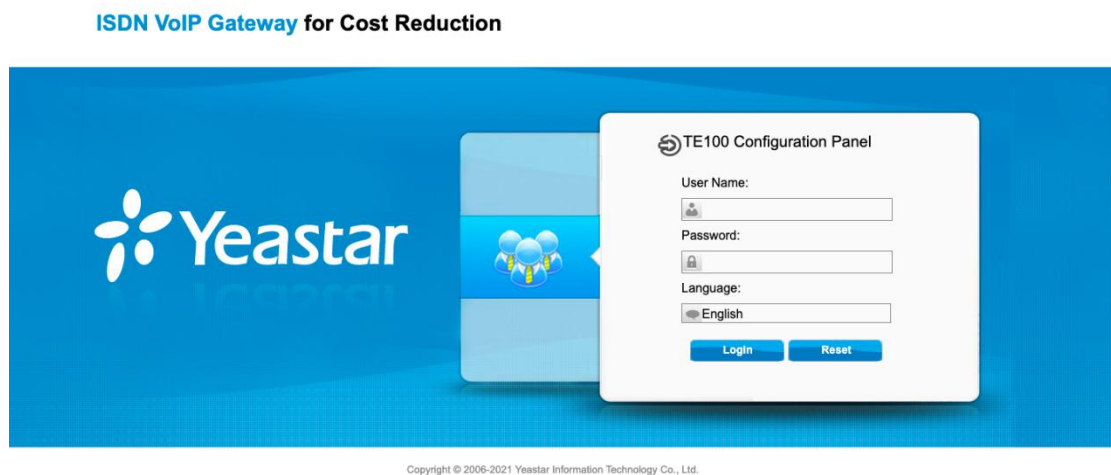 ISDN VoIP Gateway for Cost Reduction
Yeastar
TE100 Configuration Panel
User Name:
Password:
Language:
English
Login
Reset
Copyright © 2006-2021 Yeastar Information Technology Co., Ltd.